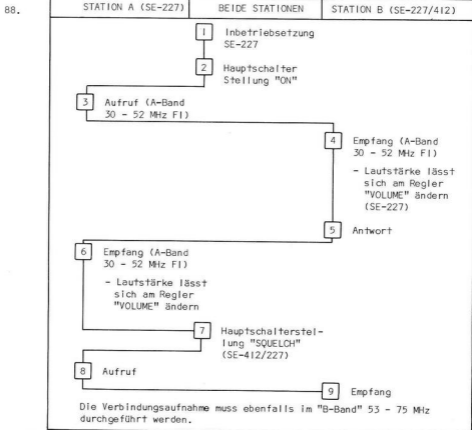 88.
STATION A (SE-227) BEIDE STATIONEN STATION B (SE-227/412)
1 Inbetriebsetzung
SE-227
2 Hauptschalter
Stellung "ON"
3 Aufruf (A-Band
30 - 52 MHz FI)
4 Empfang (A-Band
30 - 52 MHz FI)
- Lautstärke lässt
sich am Regler
"VOLUME" ändern
(SE-227)
5 Antwort
6 Empfang (A-Band
30 - 52 MHz FI)
- Lautstärke lässt
sich am Regler
"VOLUME" ändern
7 Hauptschalterstel-
lung "SQUELCH"
(SE-412/227)
8 Aufruf
9 Empfang
Die Verbindungsaufnahme muss ebenfalls im "B-Band" 53 - 75 MHz
durchgeführt werden.